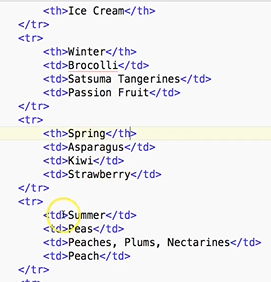 <th>Ice Cream</th>
</tr>
<tr>
<th>Winter</th>
<td>Brocolli</td>
<td>Satsuma Tangerines</td>
<td>Passion Fruit</td>
</tr>
<tr>
<th>Spring</th>
<td>Asparagus</td>
<td>Kiwi</td>
<td>Strawberry</td>
</tr>
<tr>
<td>Summer</td>
<td>Peas</td>
<td>Peaches, Plums, Nectarines</td>
<td>Peach</td>
</tr>
<tr>